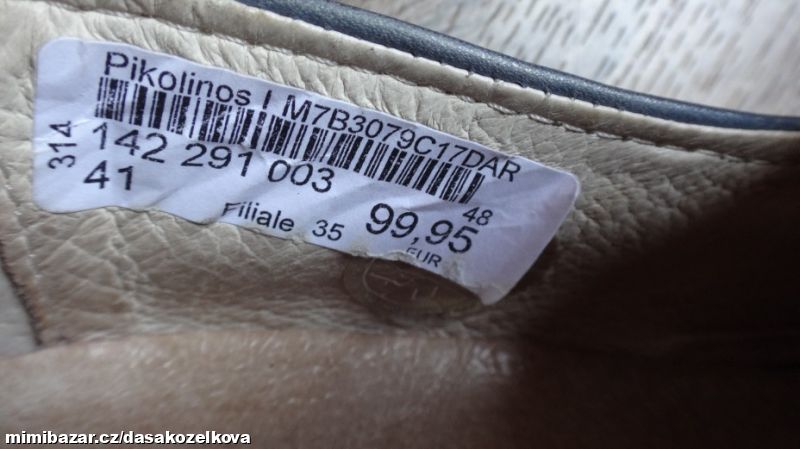 Pikolinos I M7B3079C17DAR
314
142 291 003
41
48
Filiale 35 99,95
EUR
mimibazar.cz/dasakozelkova